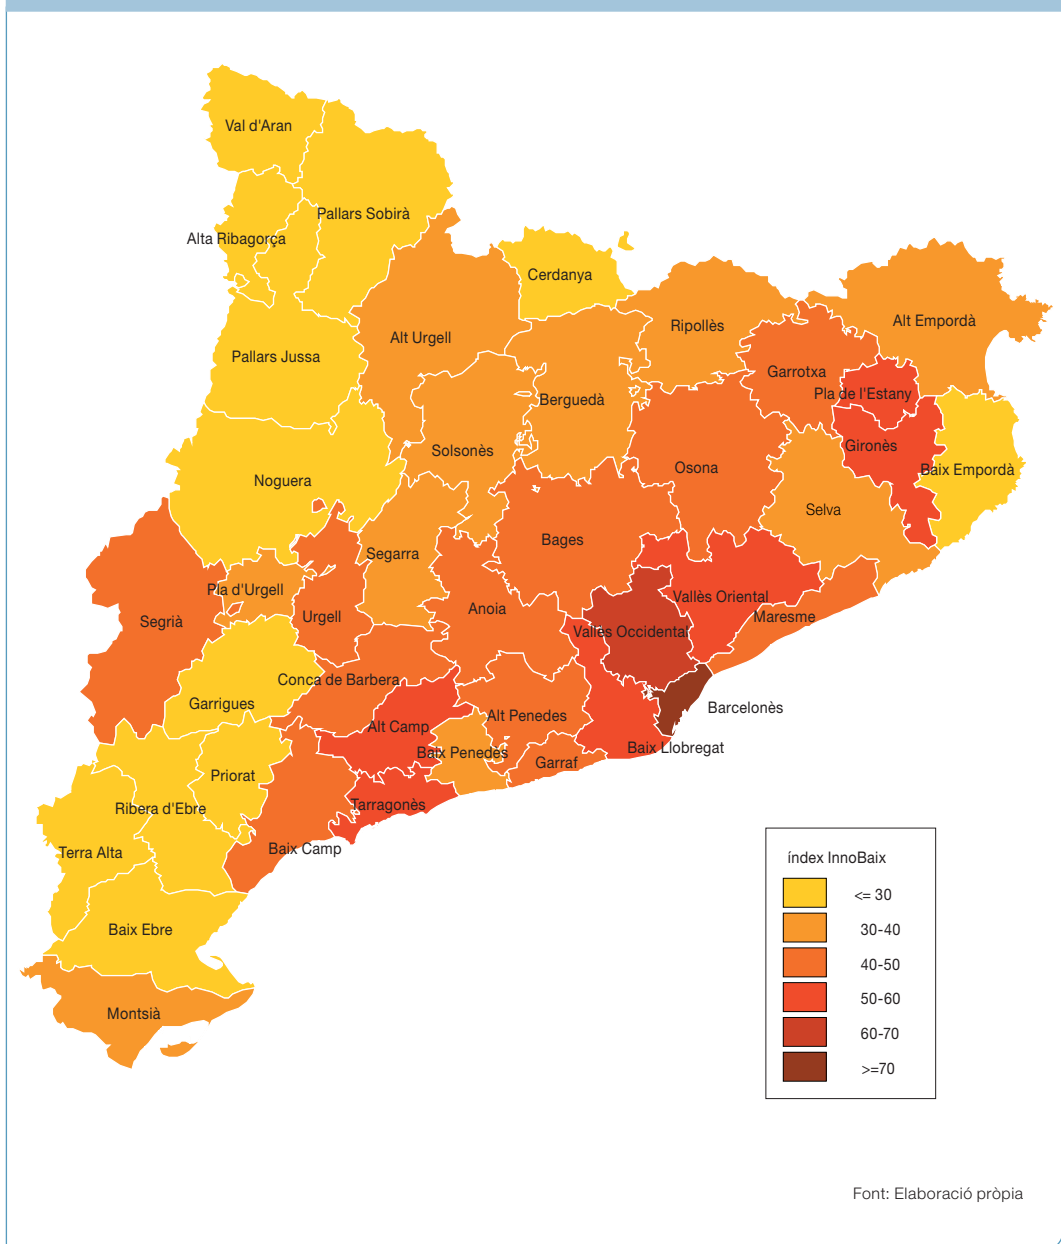 Val d'Aran
Pallars Sobirà
Alta Ribagorça
Cerdanya
Alt Empordà
Ripollès
Alt Urgell
Pallars Jussa
Garrotxa
Pla de l'Estany
Berguedà
Gironès
Solsonès
Baix Empordà
Osona
Noguera
Selva
Bages
Segarra
Pla d'Urgell
Vallès Oriental
Anoia
Urgell
Maresme
Segrià
Vallès Occidental
Conca de Barbera
Garrigues
Barcelonès
Alt Penedes
Alt Camp
Baix Llobregat
Baix Penedès
Garraf
Priorat
Tarragonès
Ribera d'Ebre
Baix Camp
Terra Alta
Baix Ebre
Montsià
índex InnoBaix
<= 30
30-40
40-50
50-60
60-70
>=70
Font: Elaboració pròpia